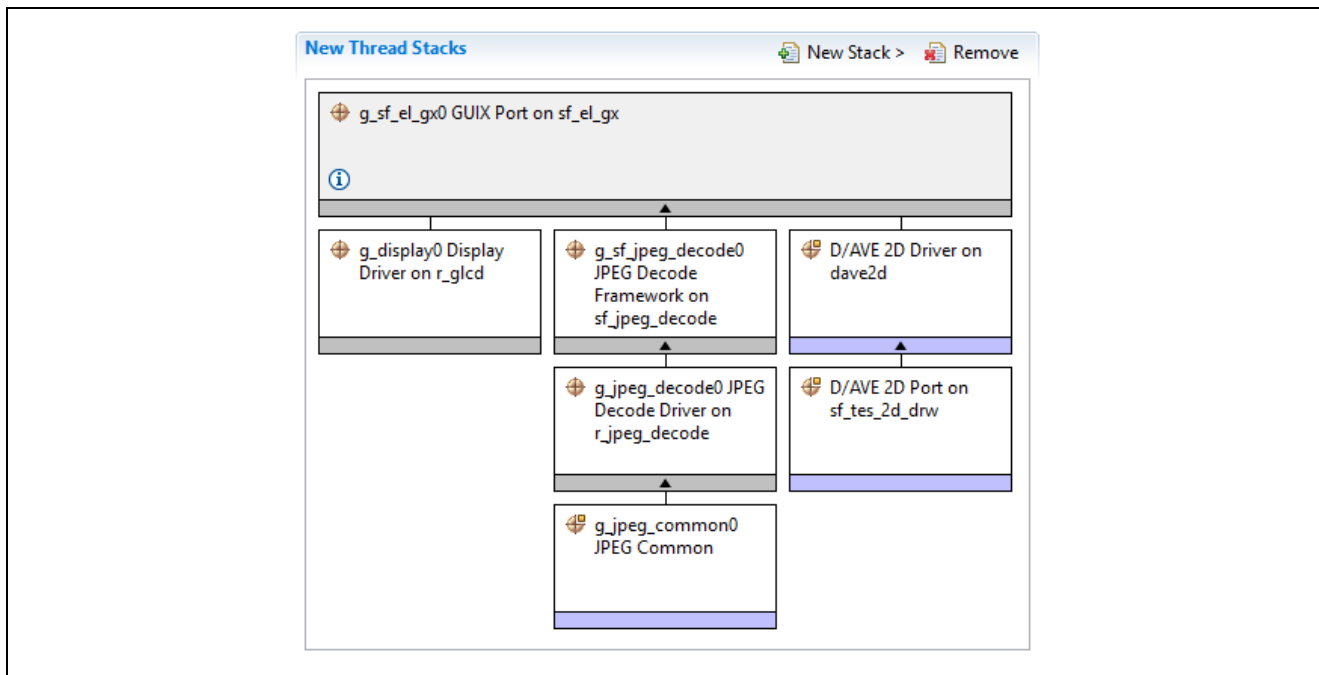 New Thread Stacks
New Stack > Remove
g_sf_el_gx0 GUIX Port on sf_el_gx
g_display0 Display
Driver on r_glcd
g_sf_jpeg_decode0
JPEG Decode
Framework on
sf_jpeg_decode
D/AVE 2D Driver on
dave2d
g_jpeg_decode0 JPEG
Decode Driver on
r_jpeg_decode
D/AVE 2D Port on
sf_tes_2d_drw
g_jpeg_common0
JPEG Common